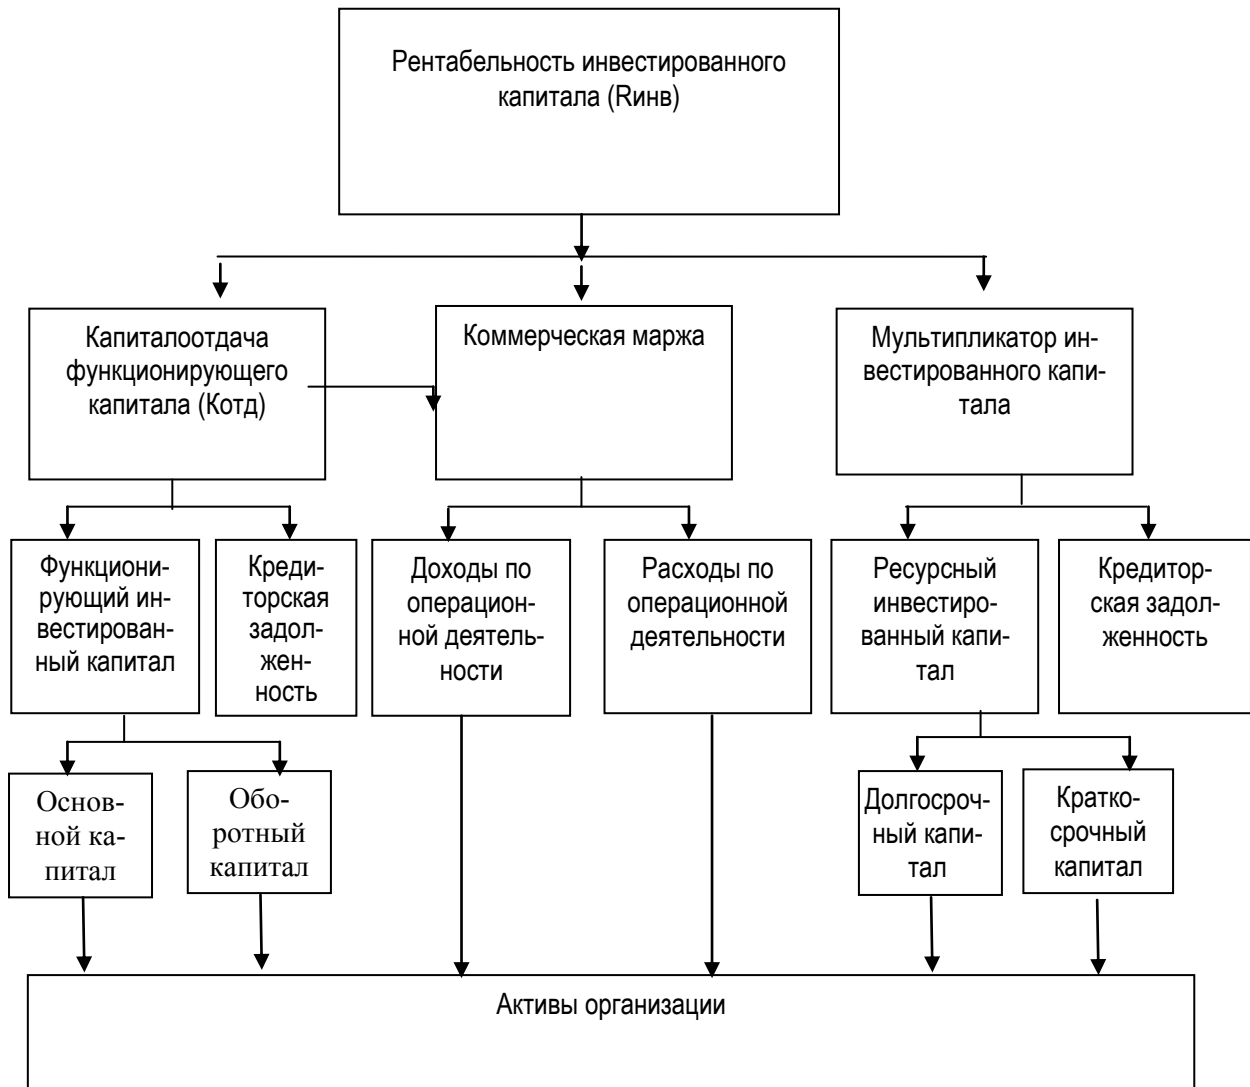 Рентабельность инвестированного
капитала (Rинв)
Капиталоотдача
функционирующего
капитала (Котд)
Коммерческая маржа
Мультипликатор ин-
вестированного капи-
тала
Функциони-
рующий ин-
вестирован-
ный капитал
Креди-
торская
задол-
жен-
ность
Доходы по
операцион-
ной деятель-
ности
Расходы по
операционной
деятельности
Ресурсный
инвестиро-
ванный капи-
тал
Кредитор-
ская задол-
женность
Основ-
ной ка-
питал
Обо-
ротный
капитал
Долгосроч-
ный капи-
тал
Кратко-
срочный
капитал
Активы организации